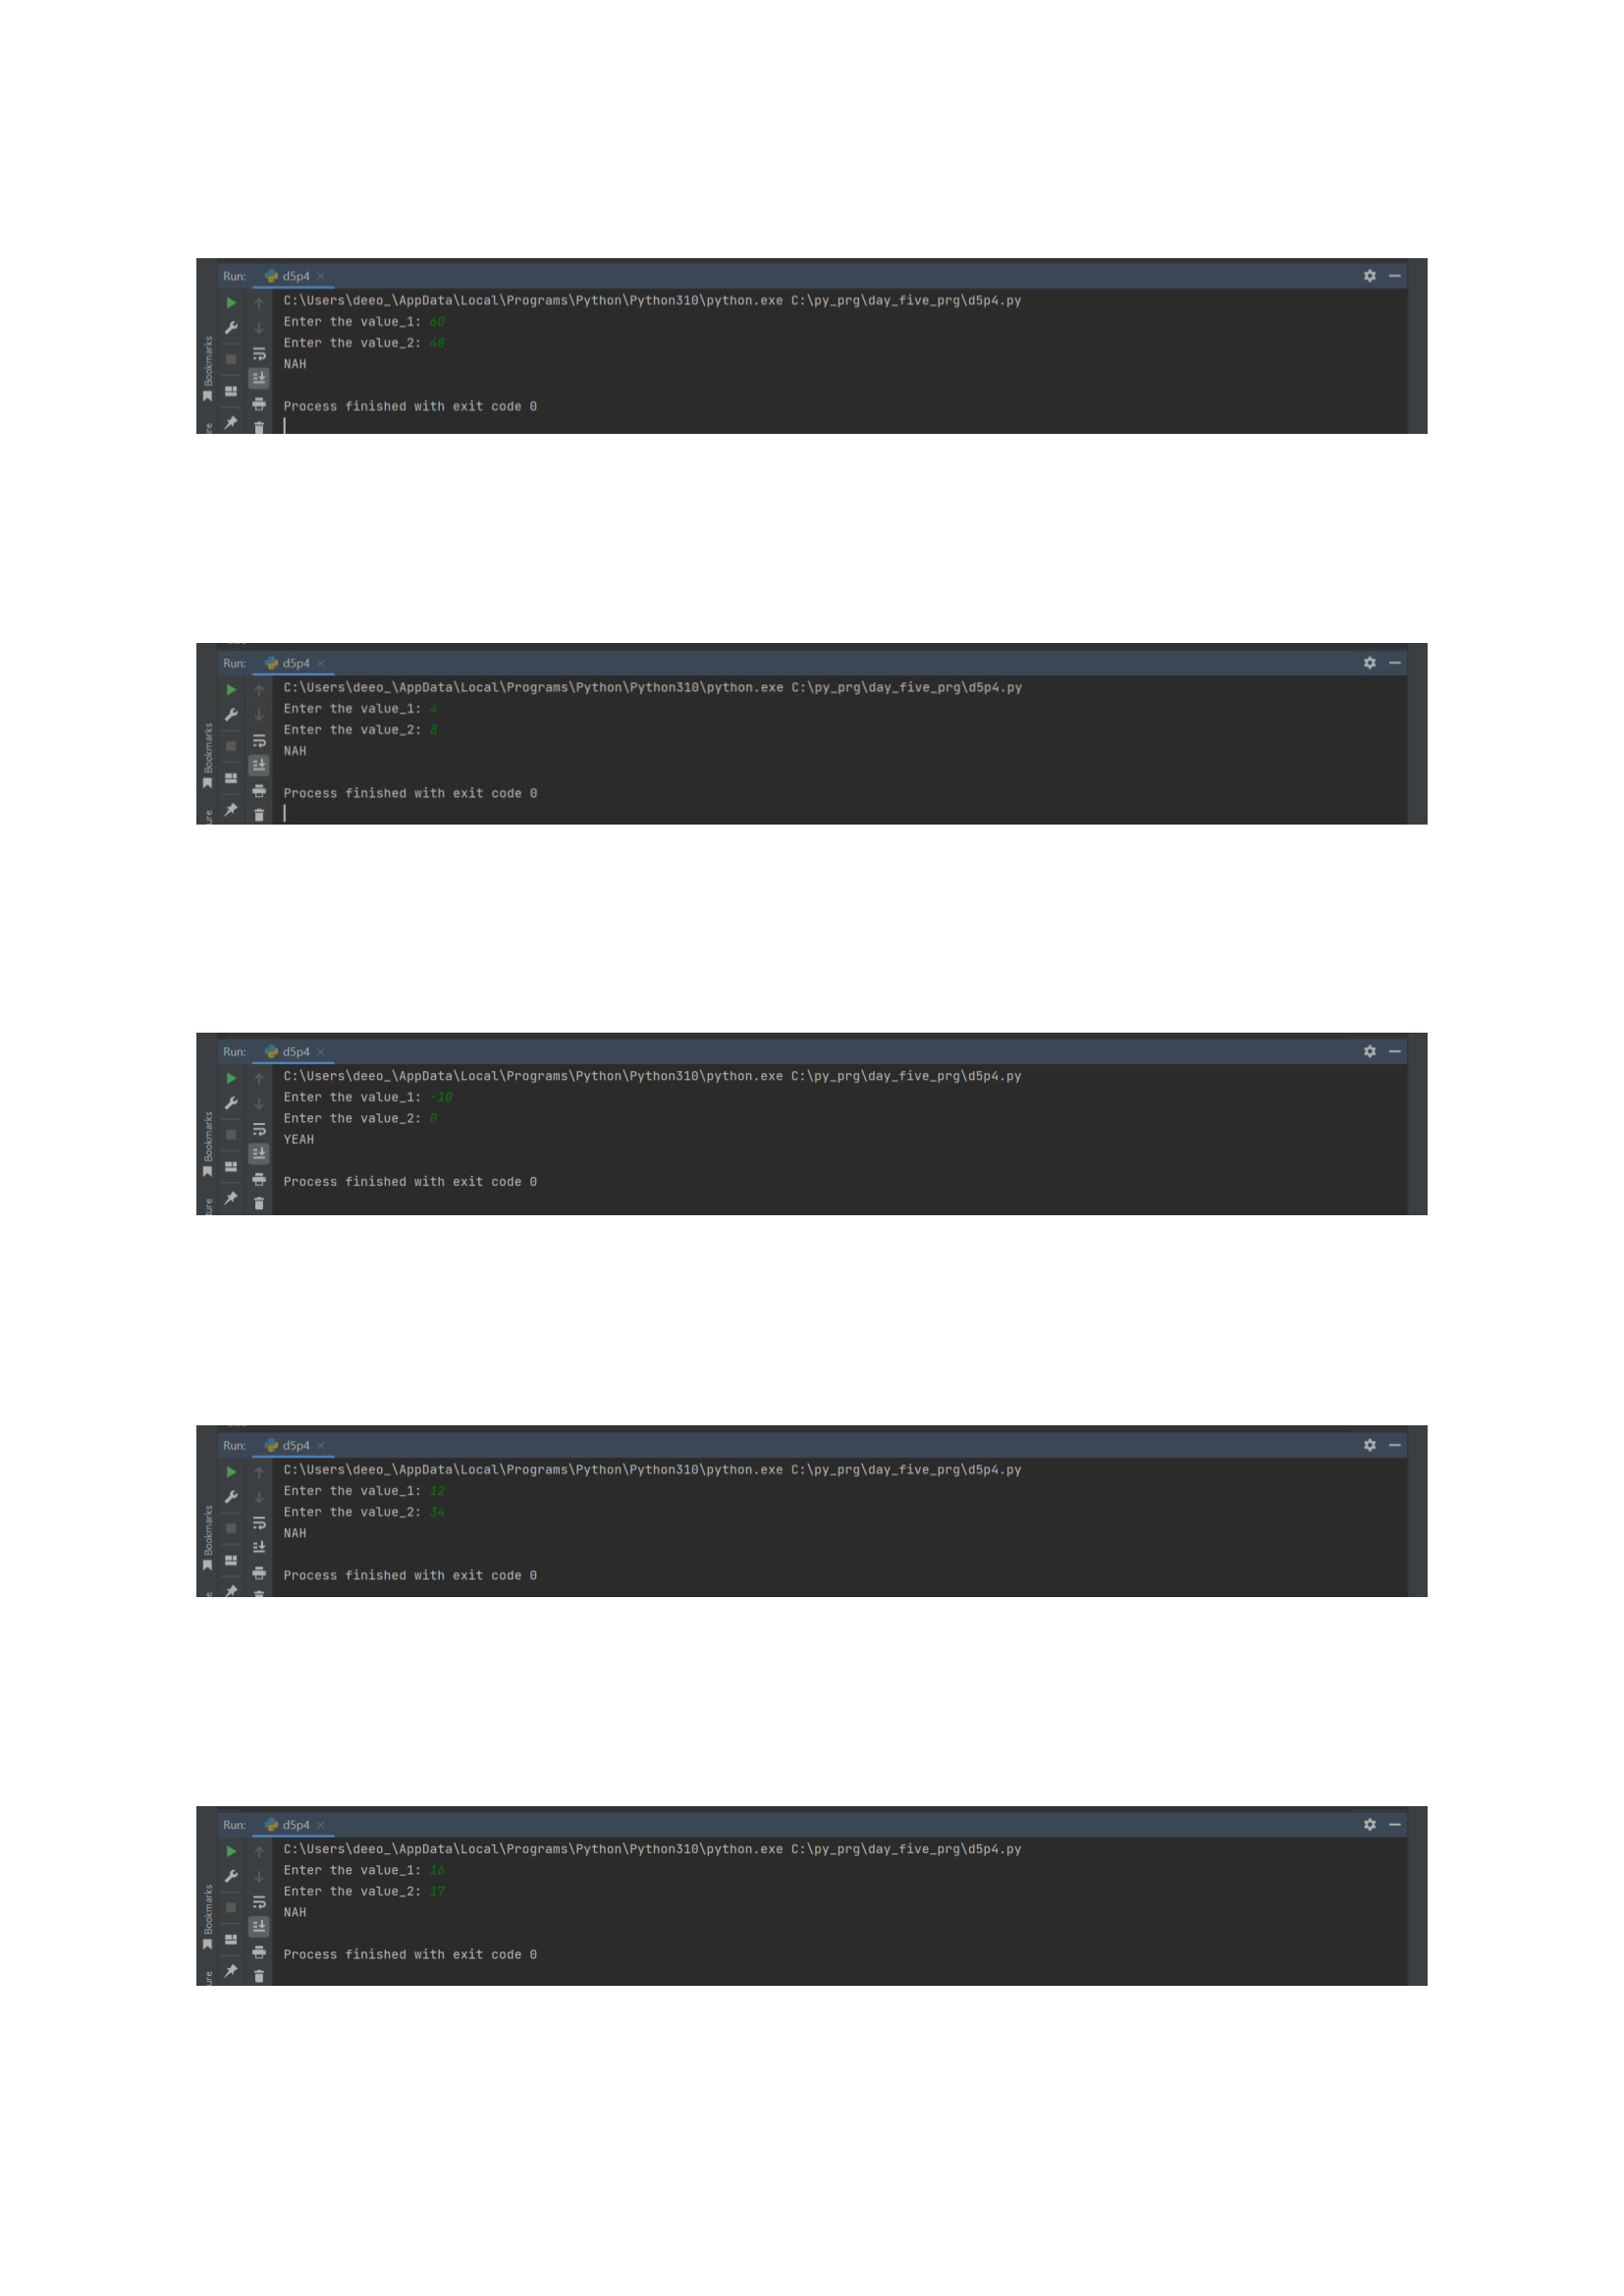 Run: d5p4
C:\Users\deeo_\AppData\Local\Programs\Python\Python310\python.exe C:\py_prg\day_five_prg\d5p4.py
Enter the value_1: 60
Enter the value_2: 48
NAH
Process finished with exit code 0
Bookmarks
Run: d5p4
C:\Users\deeo_\AppData\Local\Programs\Python\Python310\python.exe C:\py_prg\day_five_prg\d5p4.py
Enter the value_1: 4
Enter the value_2: 8
NAH
Process finished with exit code 0
Bookmarks
Run: d5p4
C:\Users\deeo_\AppData\Local\Programs\Python\Python310\python.exe C:\py_prg\day_five_prg\d5p4.py
Enter the value_1: -10
Enter the value_2: 0
YEAH
Process finished with exit code 0
Bookmarks
Run: d5p4
C:\Users\deeo_\AppData\Local\Programs\Python\Python310\python.exe C:\py_prg\day_five_prg\d5p4.py
Enter the value_1: 12
Enter the value_2: 34
NAH
Process finished with exit code 0
Bookmarks
Run: d5p4
C:\Users\deeo_\AppData\Local\Programs\Python\Python310\python.exe C:\py_prg\day_five_prg\d5p4.py
Enter the value_1: 16
Enter the value_2: 17
NAH
Process finished with exit code 0
Bookmarks